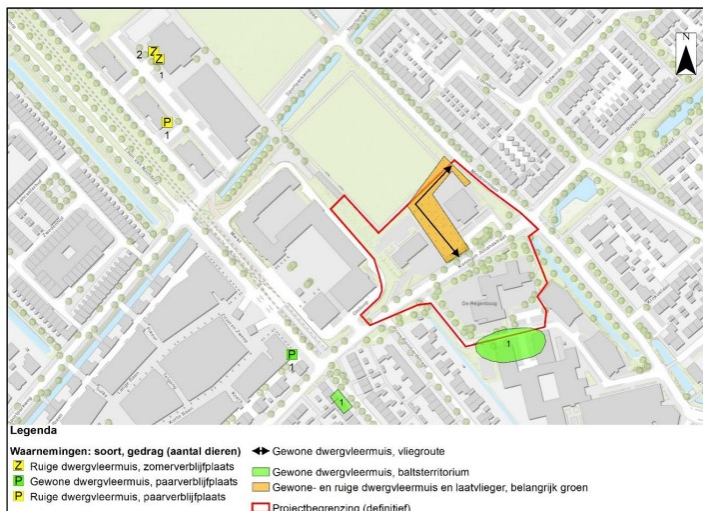 N
2
Z
Z
1
P
1
De Regenboog
1
P
1
1
Legenda
Waarnemingen: soort, gedrag (aantal dieren)
Z Ruige dwergvleermuis, zomerverblijfplaats
P Gewone dwergvleermuis, paarverblijfplaats
P Ruige dwergvleermuis, paarverblijfplaats
Gewone dwergvleermuis, vliegroute
Gewone dwergvleermuis, baltsterritorium
Gewone- en ruige dwergvleermuis en laatvlieger, belangrijk groen
Projectbegrenzing (definitief)